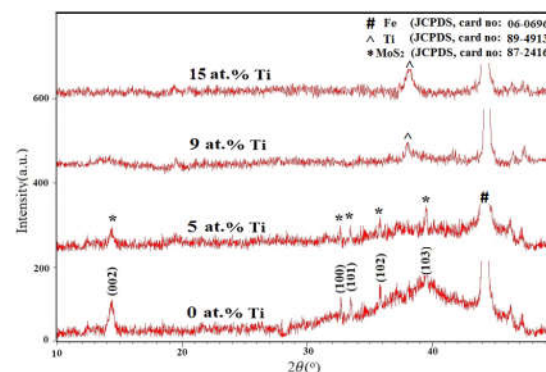 # Fe (JCPDS, card no: 06-0696
^ Ti (JCPDS, card no: 89-4913
* MoS2 (JCPDS, card no: 87-2416
15 at.% Ti
^
600
9 at.% Ti
^
400
5 at.% Ti
* * * * * #
200
(002) (100) (101) (102) (103)
0 at.% Ti
0
10 20 30 40
2θ(o)
Intensity(a.u.)